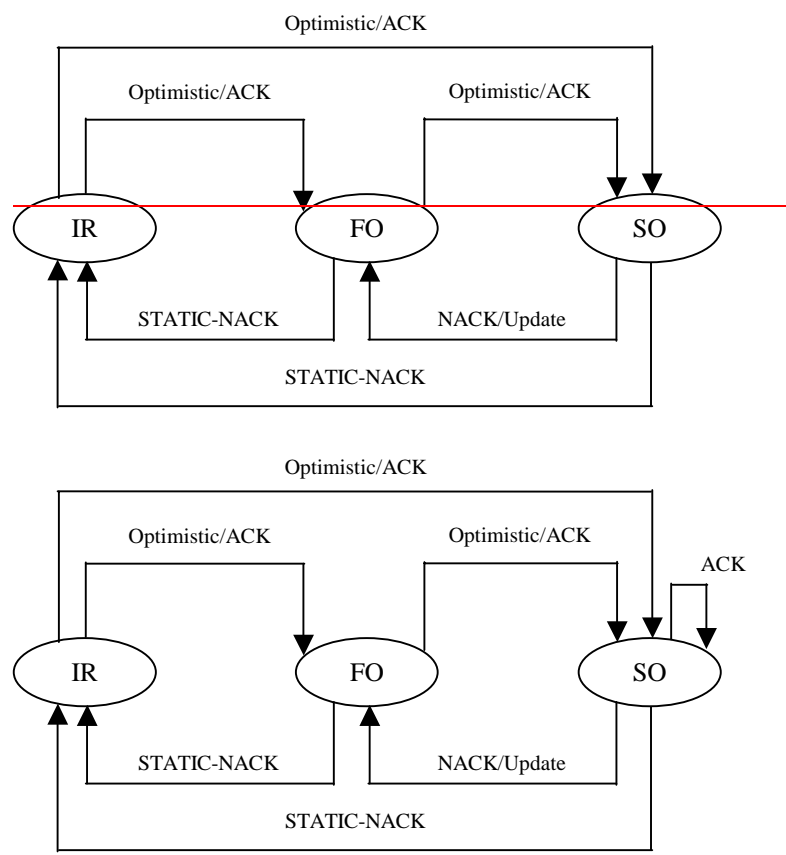 Optimistic/ACK
Optimistic/ACK Optimistic/ACK
IR FO SO
STATIC-NACK NACK/Update
STATIC-NACK
Optimistic/ACK
Optimistic/ACK Optimistic/ACK
ACK
IR FO SO
STATIC-NACK NACK/Update
STATIC-NACK